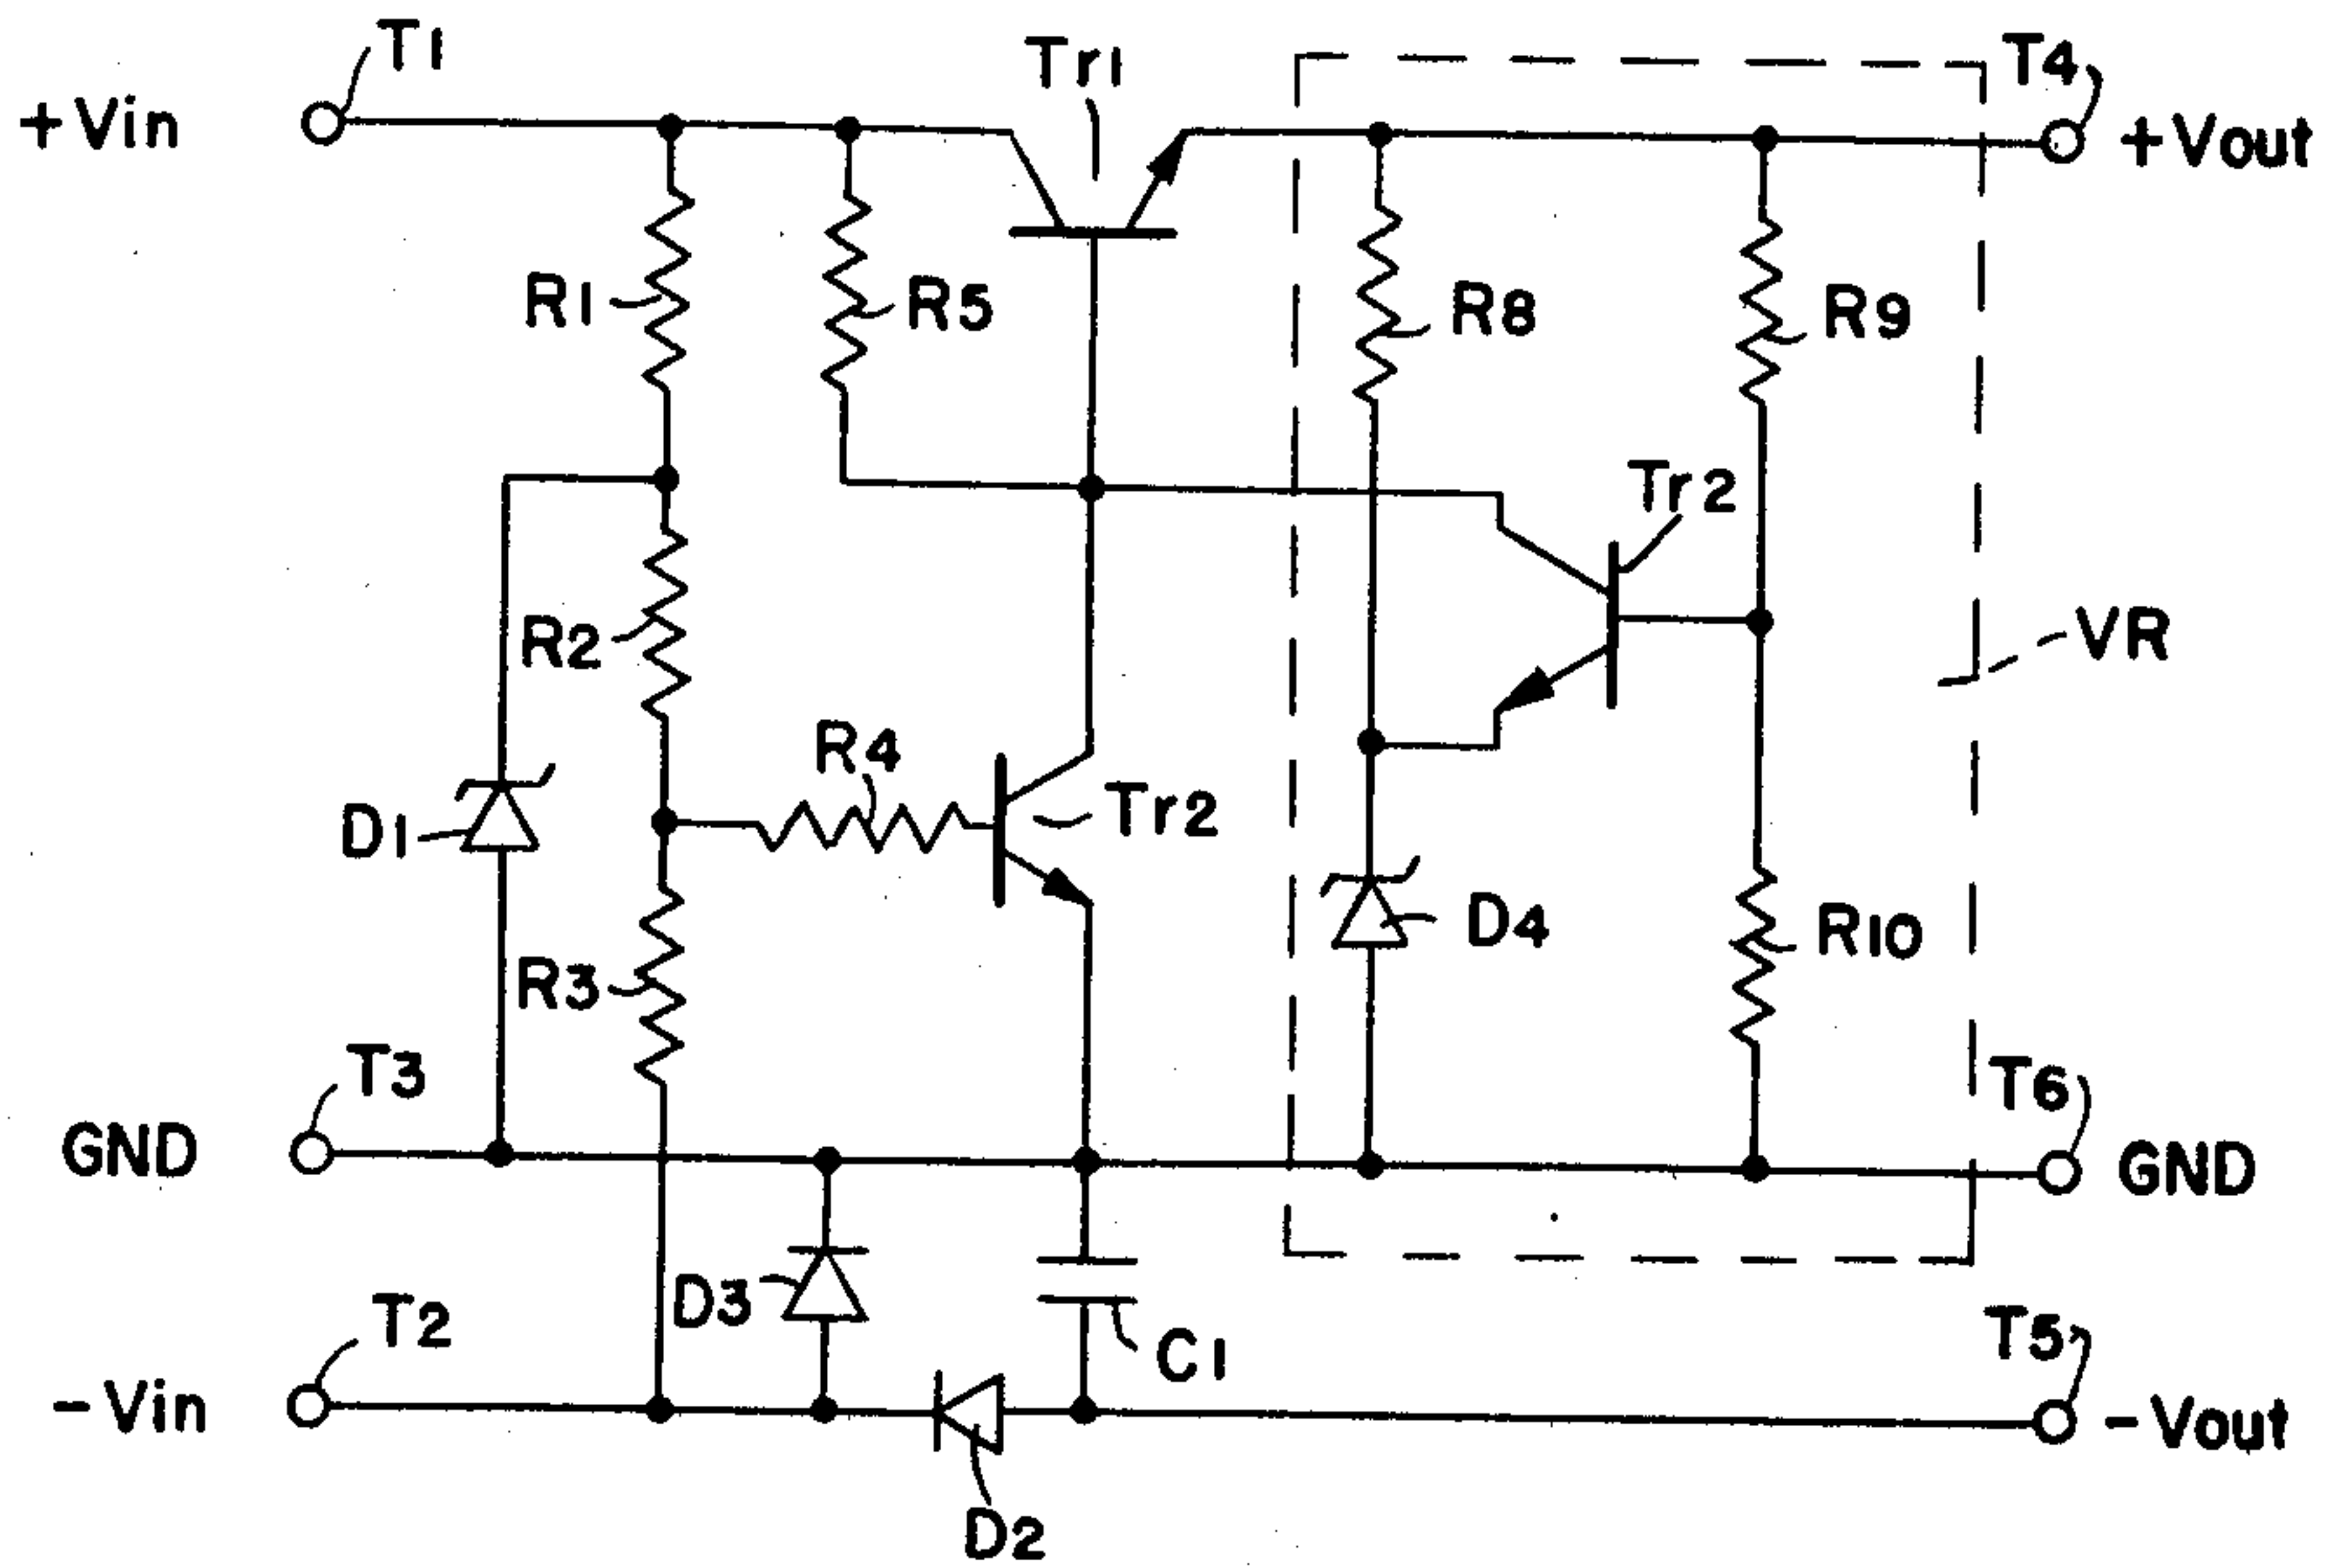 T1
Tr1
T4
+Vin
+Vout
R1
R5
R8
R9
Tr2
R2
VR
R4
D1
Tr2
D4
R10
R3
T3
T6
GND
GND
D3
T2
C1
T5
-Vin
-Vout
D2